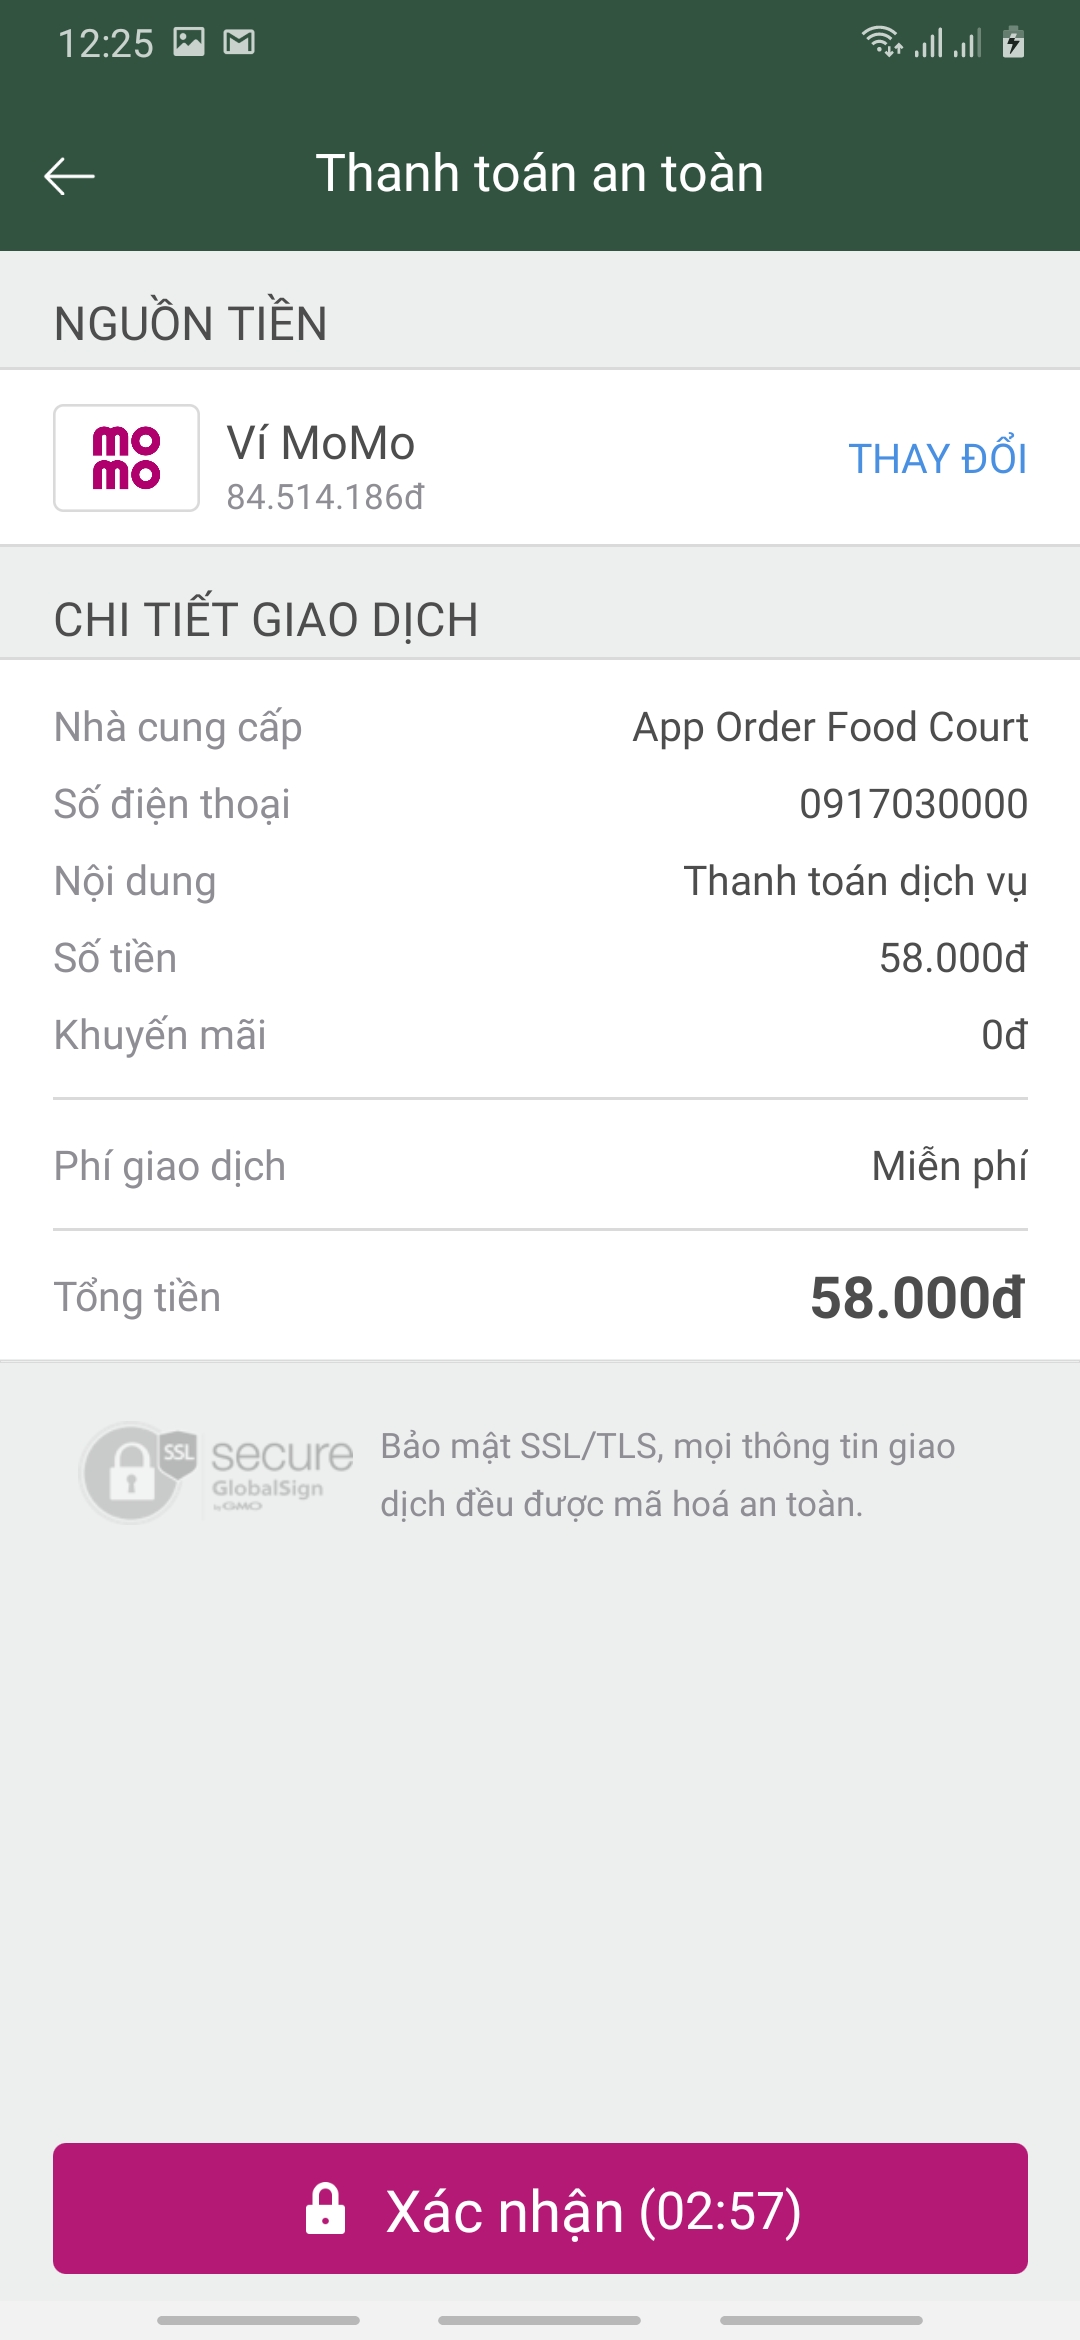 12:25
Thanh toán an toàn
NGUỒN TIỀN
momo
Ví MoMo
84.514.186đ
THAY ĐỔI
CHI TIẾT GIAO DỊCH
Nhà cung cấp App Order Food Court
Số điện thoại 0917030000
Nội dung Thanh toán dịch vụ
Số tiền 58.000đ
Khuyến mãi 0đ
Phí giao dịch Miễn phí
Tổng tiền 58.000đ
SSL
secure
GlobalSign
by GMO
Bảo mật SSL/TLS, mọi thông tin giao
dịch đều được mã hoá an toàn.
Xác nhận (02:57)